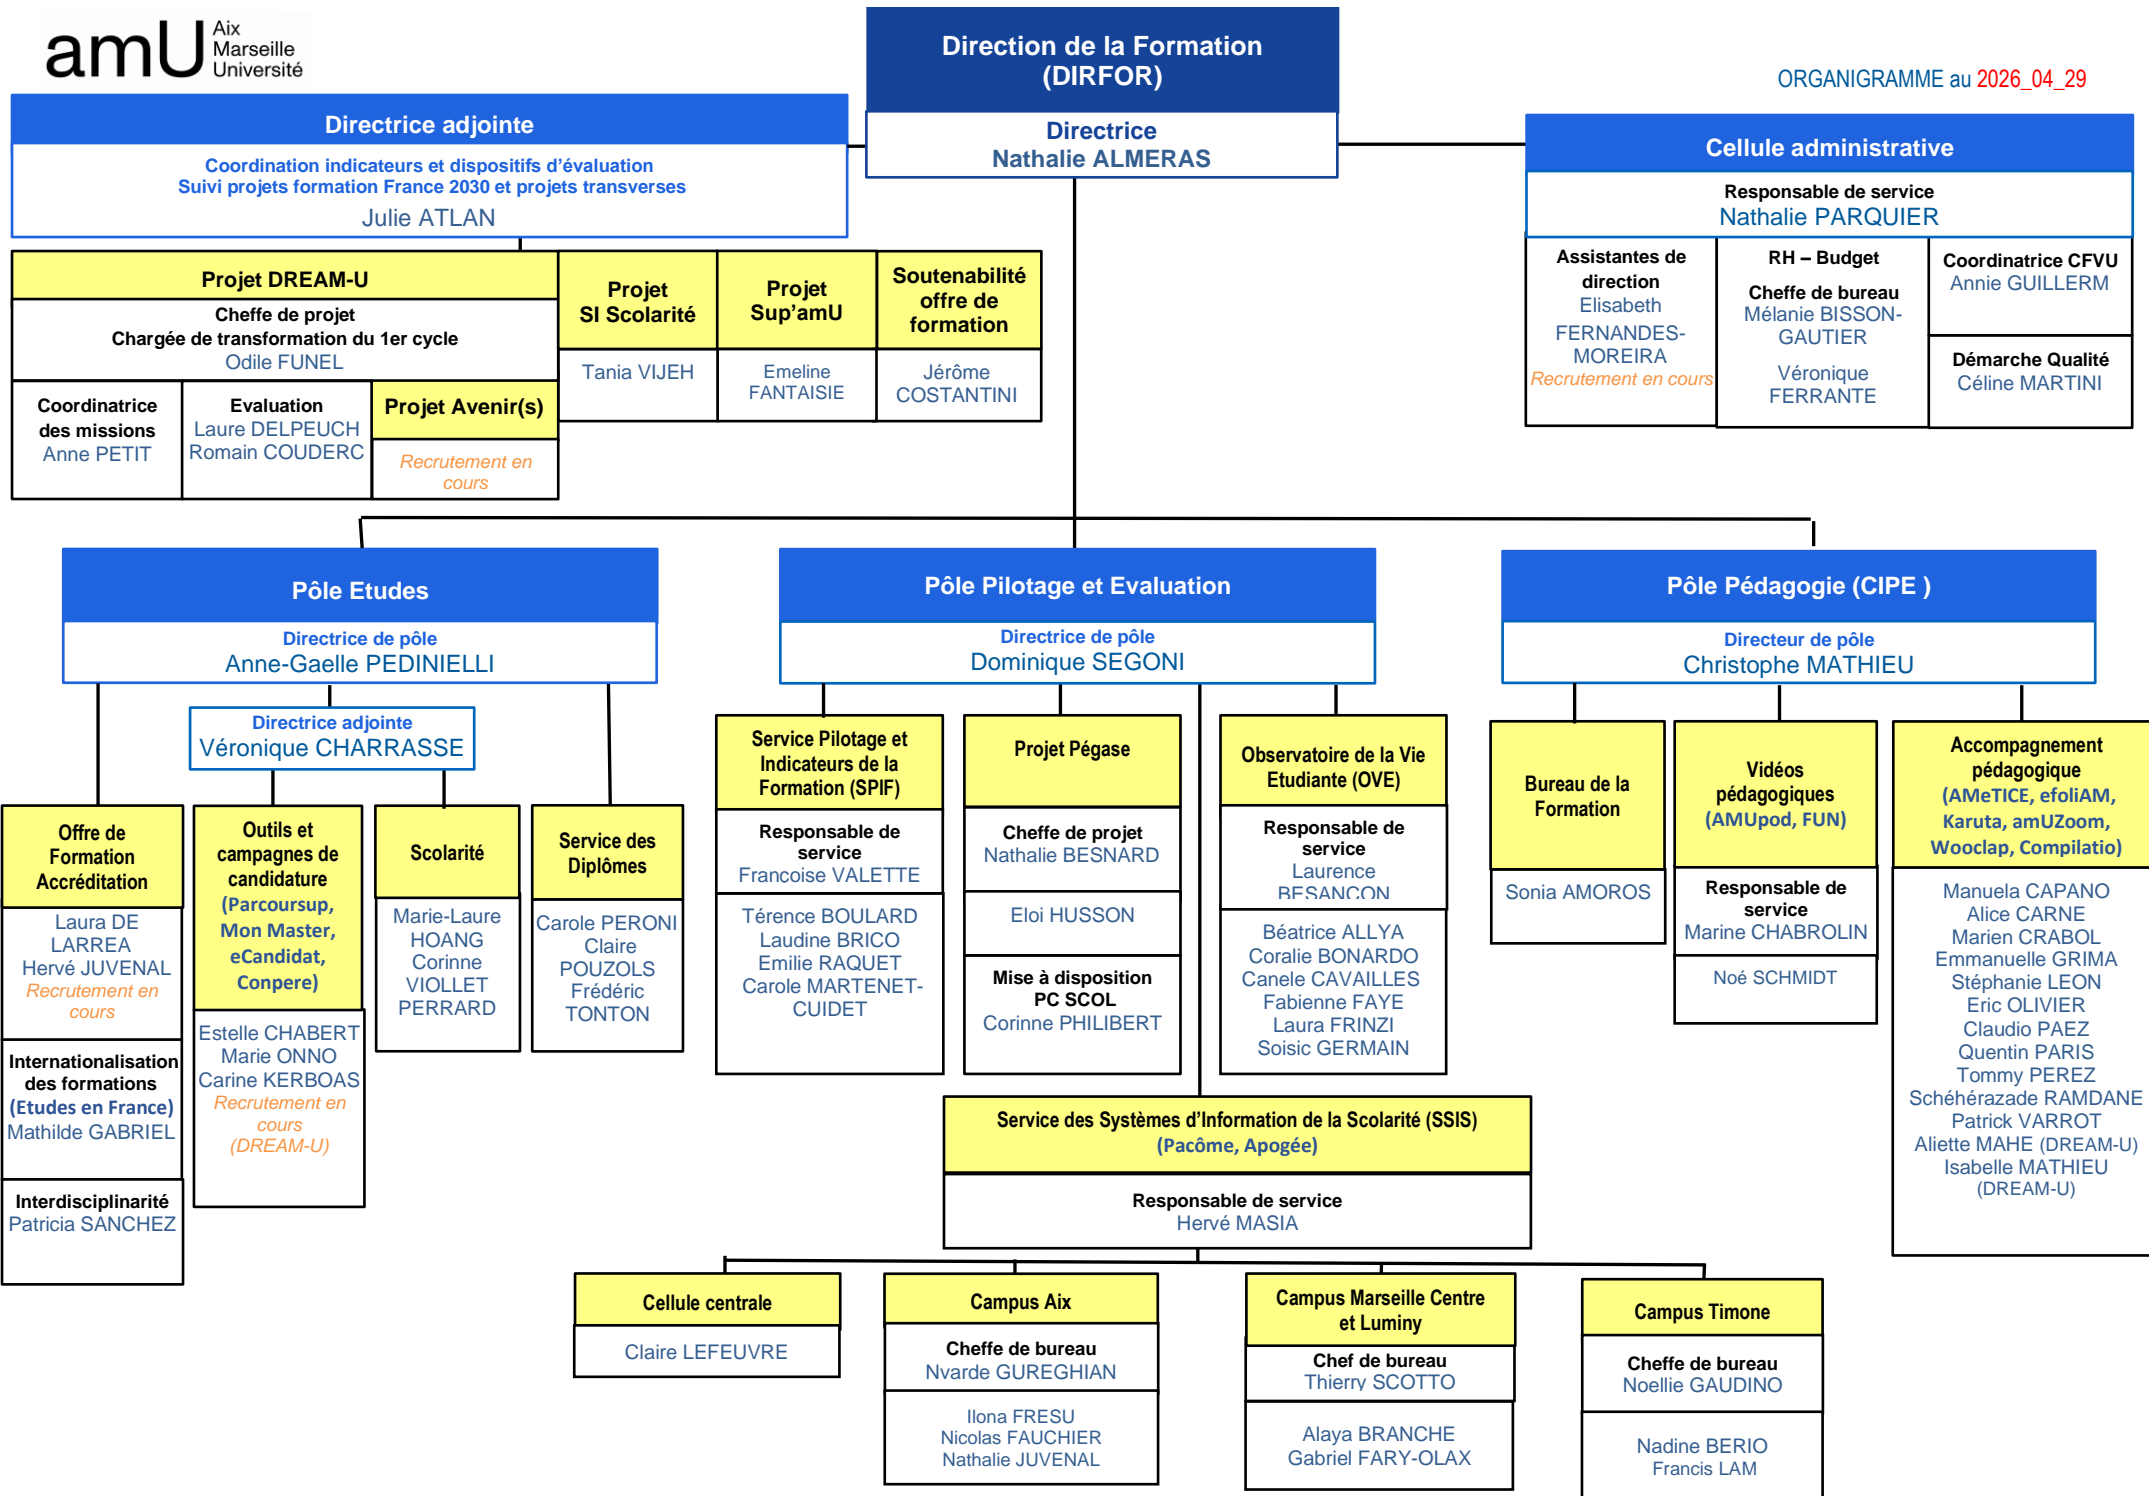 amU Aix
Marseille
Université
Direction de la Formation
(DIRFOR)
Directrice
Nathalie ALMERAS
ORGANIGRAMME au 2026_04_29
Directrice adjointe
Coordination indicateurs et dispositifs d'évaluation
Suivi projets formation France 2030 et projets transverses
Julie ATLAN
Cellule administrative
Responsable de service
Nathalie PARQUIER
Assistantes de
direction
Elisabeth
FERNANDES-
MOREIRA
Recrutement en cours
RH – Budget
Cheffe de bureau
Mélanie BISSON-
GAUTIER
Véronique
FERRANTE
Coordinatrice CFVU
Annie GUILLERM
Démarche Qualité
Céline MARTINI
Projet DREAM-U
Cheffe de projet
Chargée de transformation du 1er cycle
Odile FUNEL
Coordinatrice
des missions
Anne PETIT
Evaluation
Laure DELPEUCH
Romain COUDERC
Projet Avenir(s)
Recrutement en
cours
Projet
SI Scolarité
Tania VIJEH
Projet
Sup'amU
Emeline
FANTAISIE
Soutenabilité
offre de
formation
Jérôme
COSTANTINI
Pôle Etudes
Directrice de pôle
Anne-Gaelle PEDINIELLI
Directrice adjointe
Véronique CHARRASSE
Offre de
Formation
Accréditation
Laura DE
LARREA
Hervé JUVENAL
Recrutement en
cours
Internationalisation
des formations
(Etudes en France)
Mathilde GABRIEL
Interdisciplinarité
Patricia SANCHEZ
Outils et
campagnes de
candidature
(Parcoursup,
Mon Master,
eCandidat,
Conpere)
Estelle CHABERT
Marie ONNO
Carine KERBOAS
Recrutement en
cours
(DREAM-U)
Scolarité
Marie-Laure
HOANG
Corinne
VIOLLET
PERRARD
Service des
Diplômes
Carole PERONI
Claire
POUZOLS
Frédéric
TONTON
Pôle Pilotage et Evaluation
Directrice de pôle
Dominique SEGONI
Service Pilotage et
Indicateurs de la
Formation (SPIF)
Responsable de
service
Francoise VALETTE
Térence BOULARD
Laudine BRICO
Emilie RAQUET
Carole MARTENET-
CUIDET
Projet Pégase
Cheffe de projet
Nathalie BESNARD
Eloi HUSSON
Mise à disposition
PC SCOL
Corinne PHILIBERT
Observatoire de la Vie
Etudiante (OVE)
Responsable de
service
Laurence
BESANCON
Béatrice ALLYA
Coralie BONARDO
Canele CAVAILLES
Fabienne FAYE
Laura FRINZI
Soisic GERMAIN
Service des Systèmes d'Information de la Scolarité (SSIS)
(Pacôme, Apogée)
Responsable de service
Hervé MASIA
Cellule centrale
Claire LEFEUVRE
Campus Aix
Cheffe de bureau
Nvarde GUREGHIAN
Ilona FRESU
Nicolas FAUCHIER
Nathalie JUVENAL
Campus Marseille Centre
et Luminy
Chef de bureau
Thierry SCOTTO
Alaya BRANCHE
Gabriel FARY-OLAX
Campus Timone
Cheffe de bureau
Noellie GAUDINO
Nadine BERIO
Francis LAM
Pôle Pédagogie (CIPE )
Directeur de pôle
Christophe MATHIEU
Bureau de la
Formation
Sonia AMOROS
Vidéos
pédagogiques
(AMUpod, FUN)
Responsable de
service
Marine CHABROLIN
Noé SCHMIDT
Accompagnement
pédagogique
(AMeTICE, efoliAM,
Karuta, amUZoom,
Wooclap, Compilatio)
Manuela CAPANO
Alice CARNE
Marien CRABOL
Emmanuelle GRIMA
Stéphanie LEON
Eric OLIVIER
Claudio PAEZ
Quentin PARIS
Tommy PEREZ
Schéhérazade RAMDANE
Patrick VARROT
Aliette MAHE (DREAM-U)
Isabelle MATHIEU
(DREAM-U)